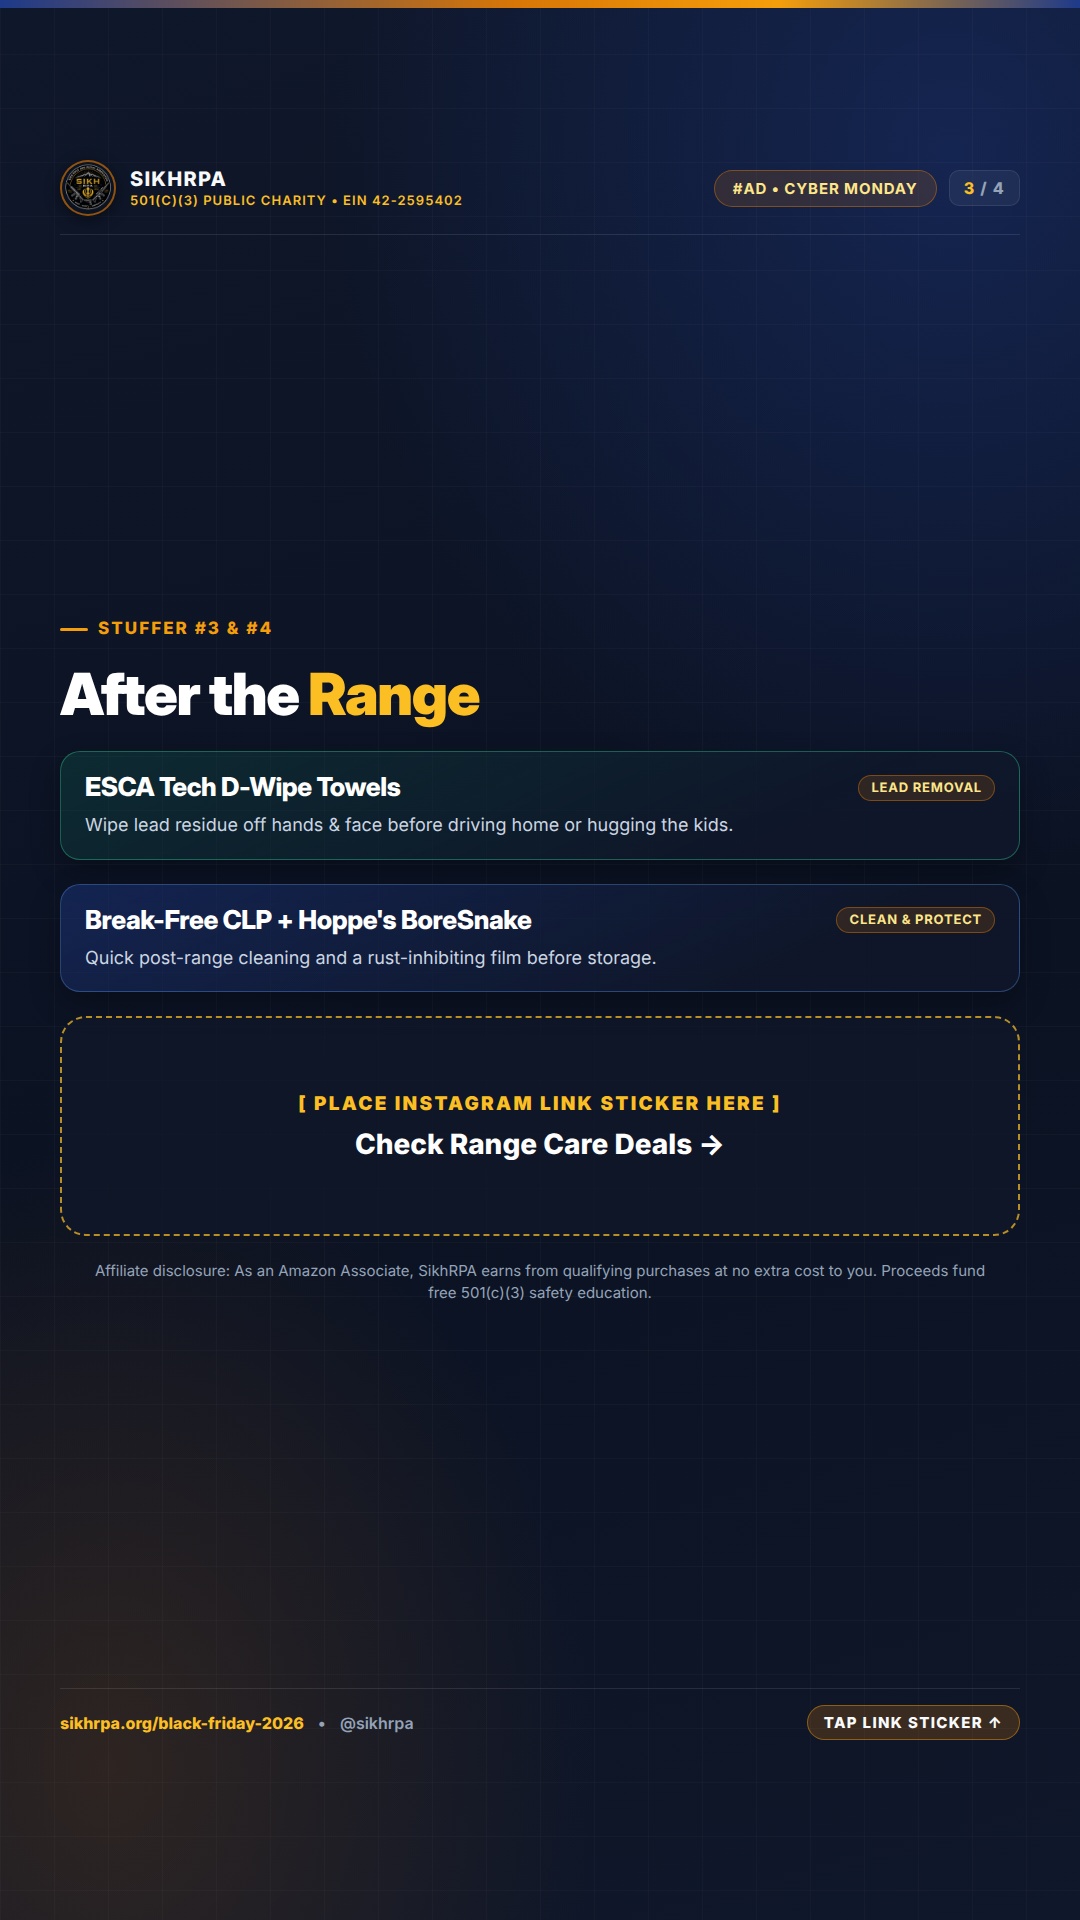 SIKH
SIKHRPA
501(C)(3) PUBLIC CHARITY • EIN 42-2595402
#AD • CYBER MONDAY
3 / 4
STUFFER #3 & #4
After the Range
ESCA Tech D-Wipe Towels
LEAD REMOVAL
Wipe lead residue off hands & face before driving home or hugging the kids.
Break-Free CLP + Hoppe's BoreSnake
CLEAN & PROTECT
Quick post-range cleaning and a rust-inhibiting film before storage.
[ PLACE INSTAGRAM LINK STICKER HERE ]
Check Range Care Deals →
Affiliate disclosure: As an Amazon Associate, SikhRPA earns from qualifying purchases at no extra cost to you. Proceeds fund
free 501(c)(3) safety education.
sikhrpa.org/black-friday-2026 • @sikhrpa
TAP LINK STICKER ↑